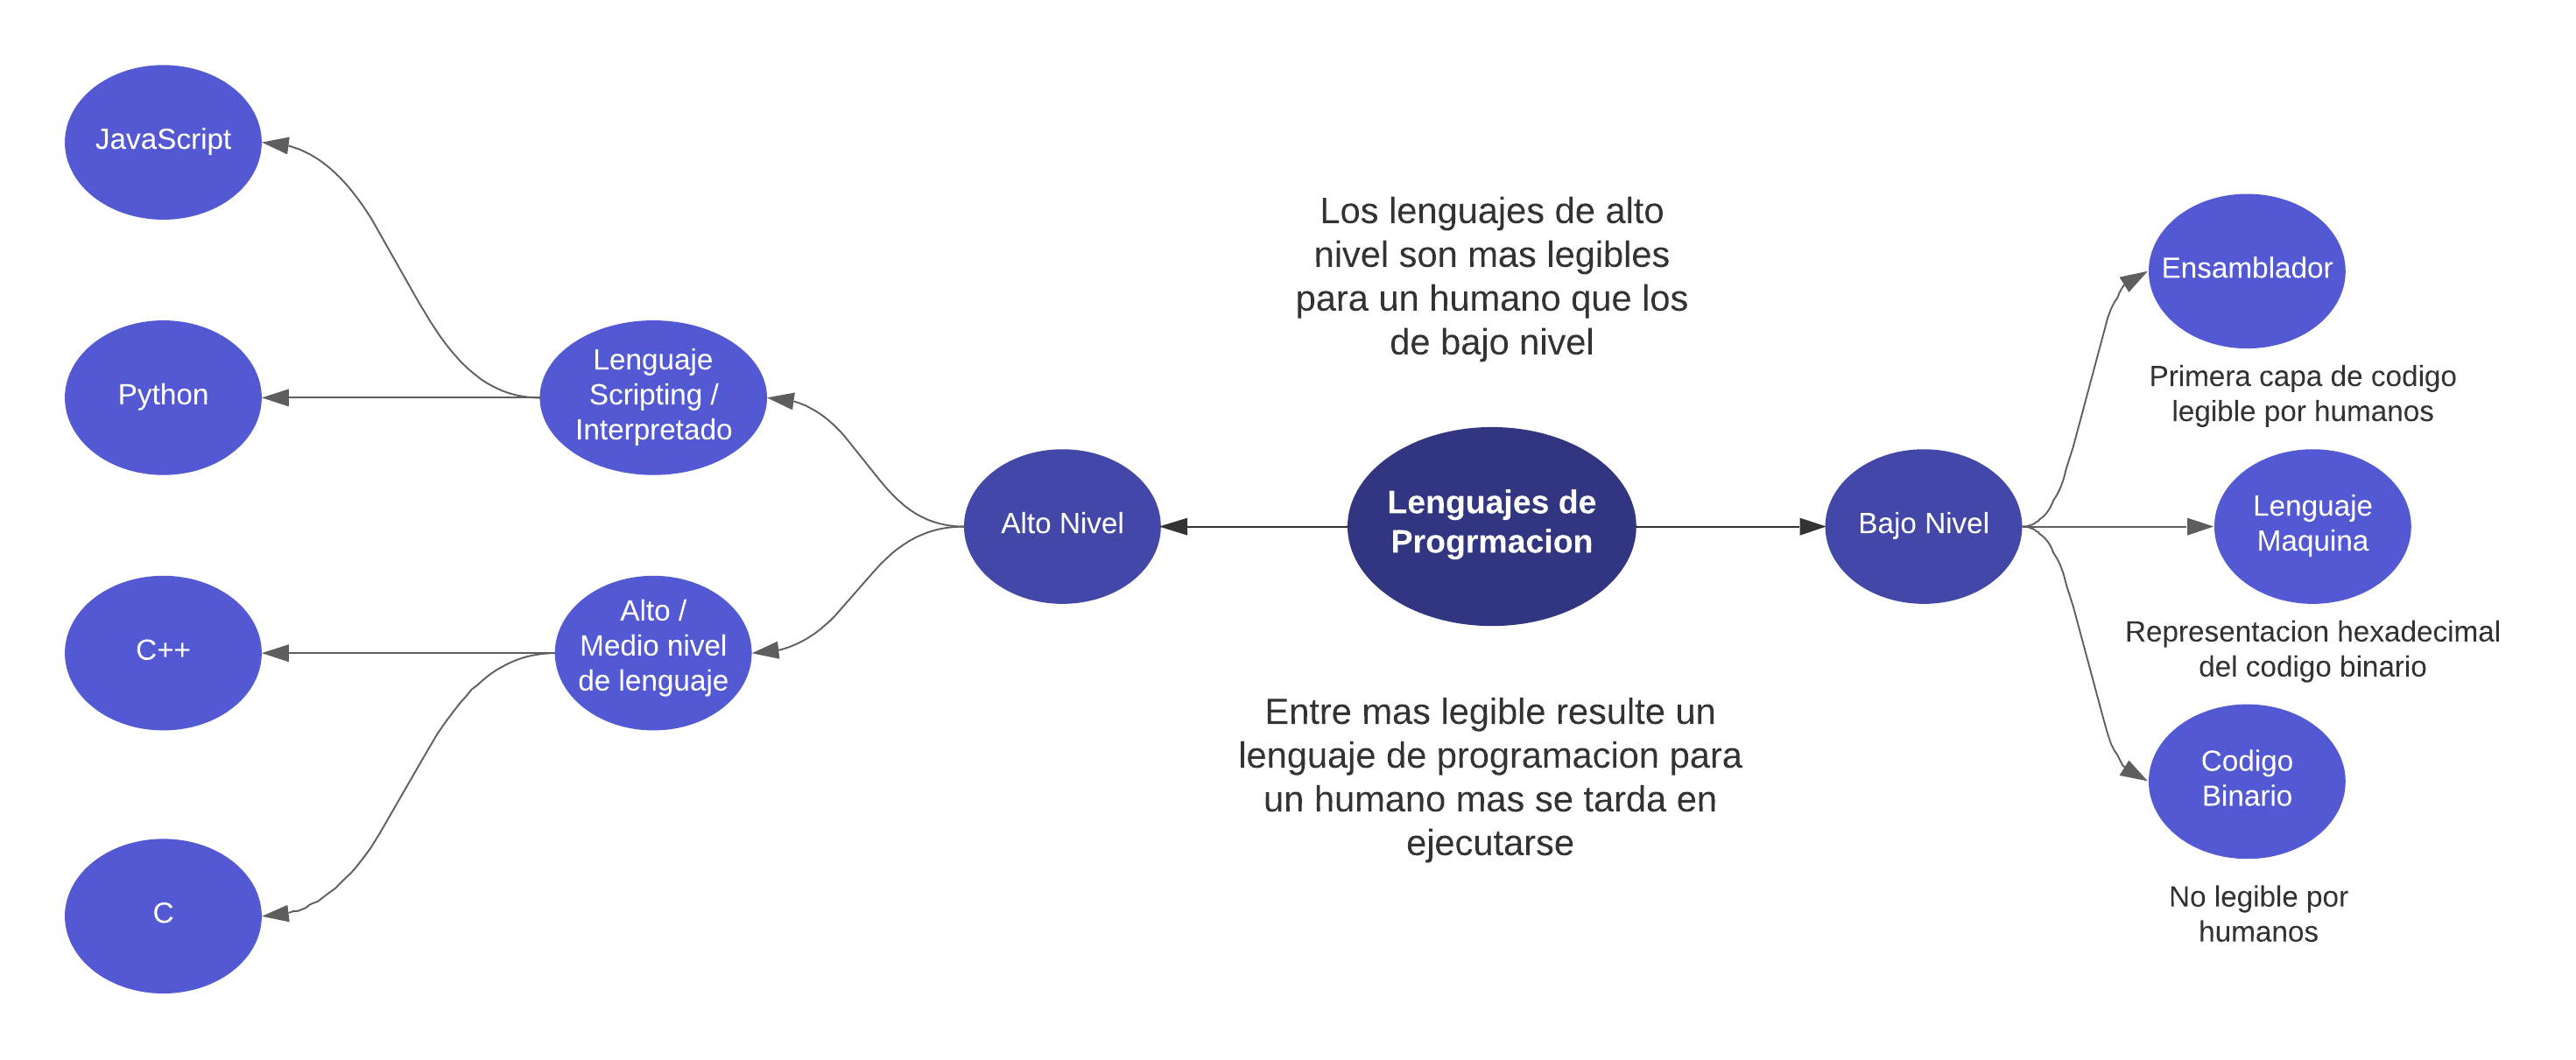 JavaScript
Python
C++
C
Lenguaje
Scripting /
Interpretado
Alto /
Medio nivel
de lenguaje
Alto Nivel
Los lenguajes de alto
nivel son mas legibles
para un humano que los
de bajo nivel
Lenguajes de
Progrmacion
Entre mas legible resulte un
lenguaje de programacion para
un humano mas se tarda en
ejecutarse
Bajo Nivel
Ensamblador
Primera capa de codigo
legible por humanos
Lenguaje
Maquina
Representacion hexadecimal
del codigo binario
Codigo
Binario
No legible por
humanos